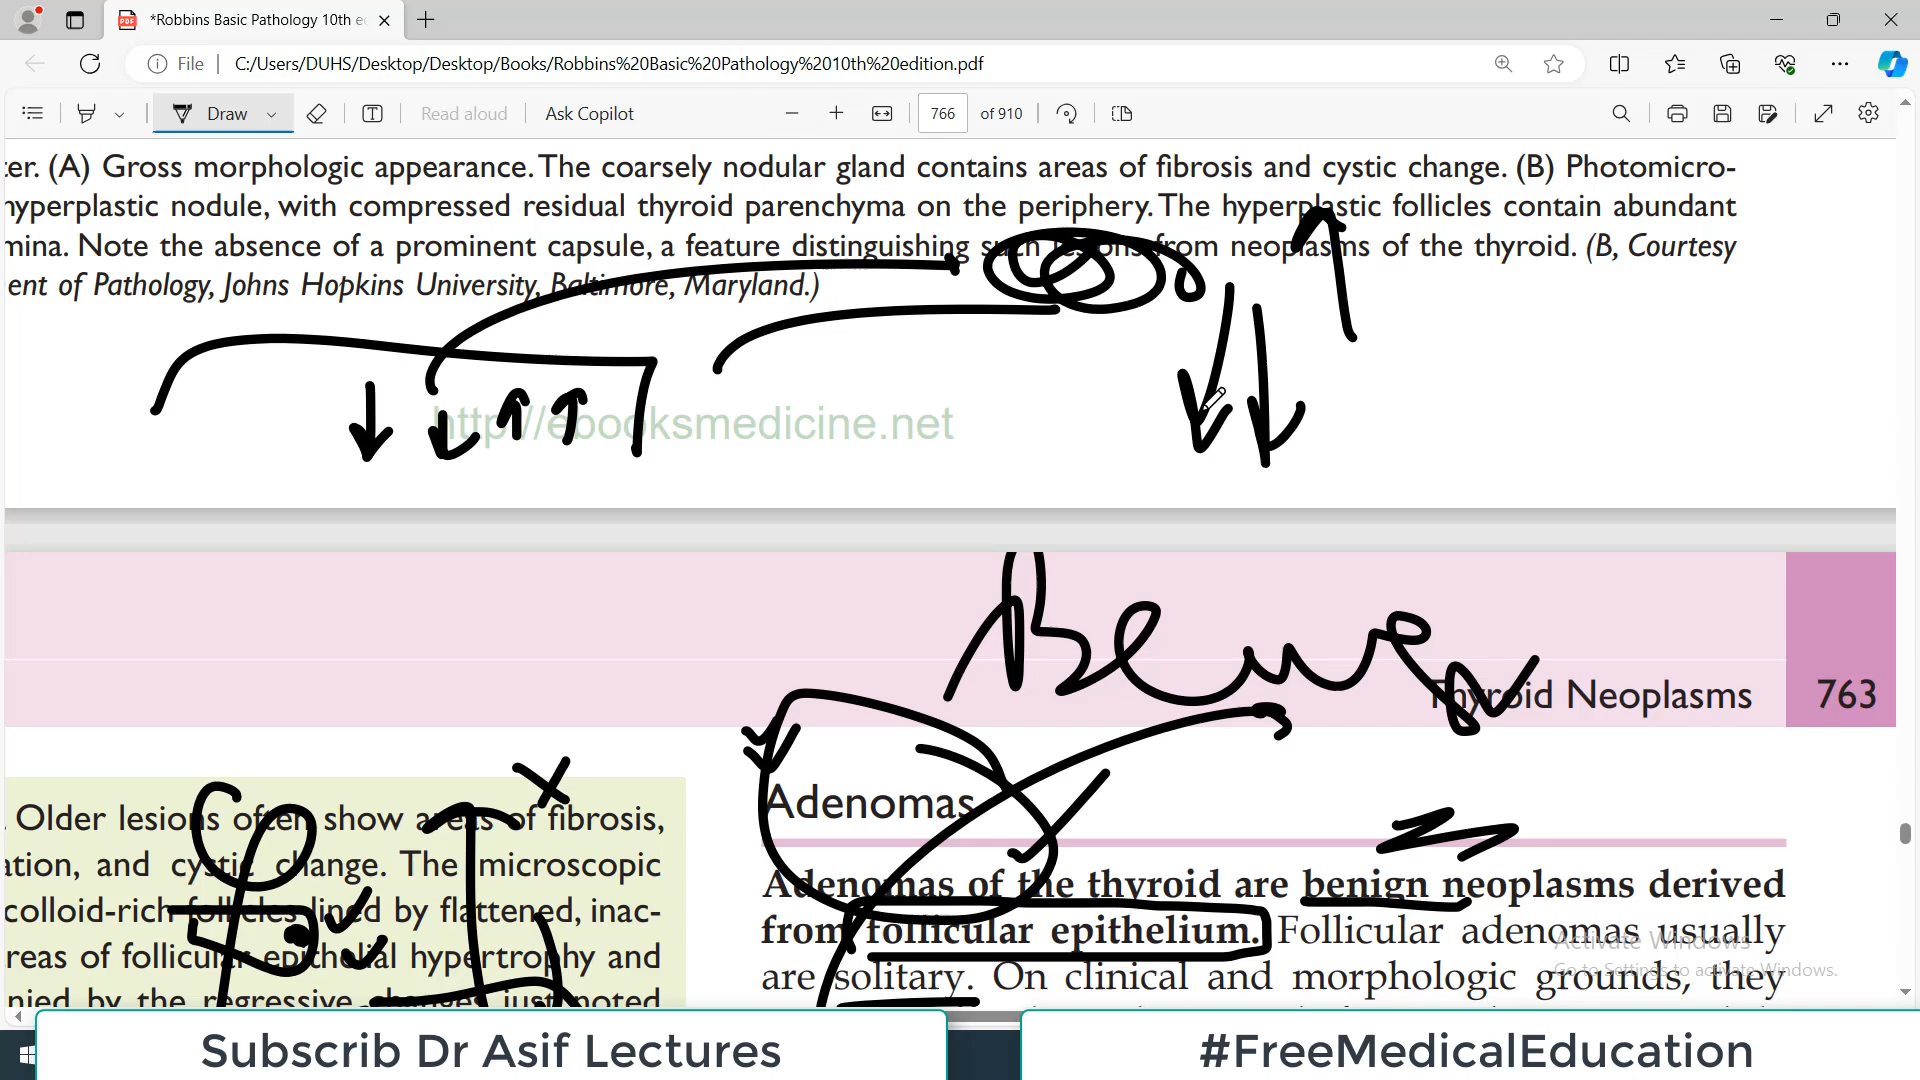 *Robbins Basic Pathology 10th e
File
C:/Users/DUHS/Desktop/Desktop/Books/Robbins%20Basic%20Pathology%2010th%20edition.pdf
Draw
Read aloud
Ask Copilot
766 of 910
ter. (A) Gross morphologic appearance. The coarsely nodular gland contains areas of fibrosis and cystic change. (B) Photomicro-
hyperplastic nodule, with compressed residual thyroid parenchyma on the periphery. The hyperplastic follicles contain abundant
mina. Note the absence of a prominent capsule, a feature distinguishing such lesions from neoplasms of the thyroid. (B, Courtesy
ent of Pathology, Johns Hopkins University, Baltimore, Maryland.)
http://ebooksmedicine.net
Thyroid Neoplasms 763
. Older lesions often show areas of fibrosis,
ation, and cystic change. The microscopic
colloid-rich follicles lined by flattened, inac-
reas of follicular epithelial hypertrophy and
nied by the regressive changes just noted
Adenomas
Adenomas of the thyroid are benign neoplasms derived
from follicular epithelium. Follicular adenomas usually
are solitary. On clinical and morphologic grounds, they
Activate Windows
Go to Settings to activate Windows.
Subscrib Dr Asif Lectures
#FreeMedicalEducation